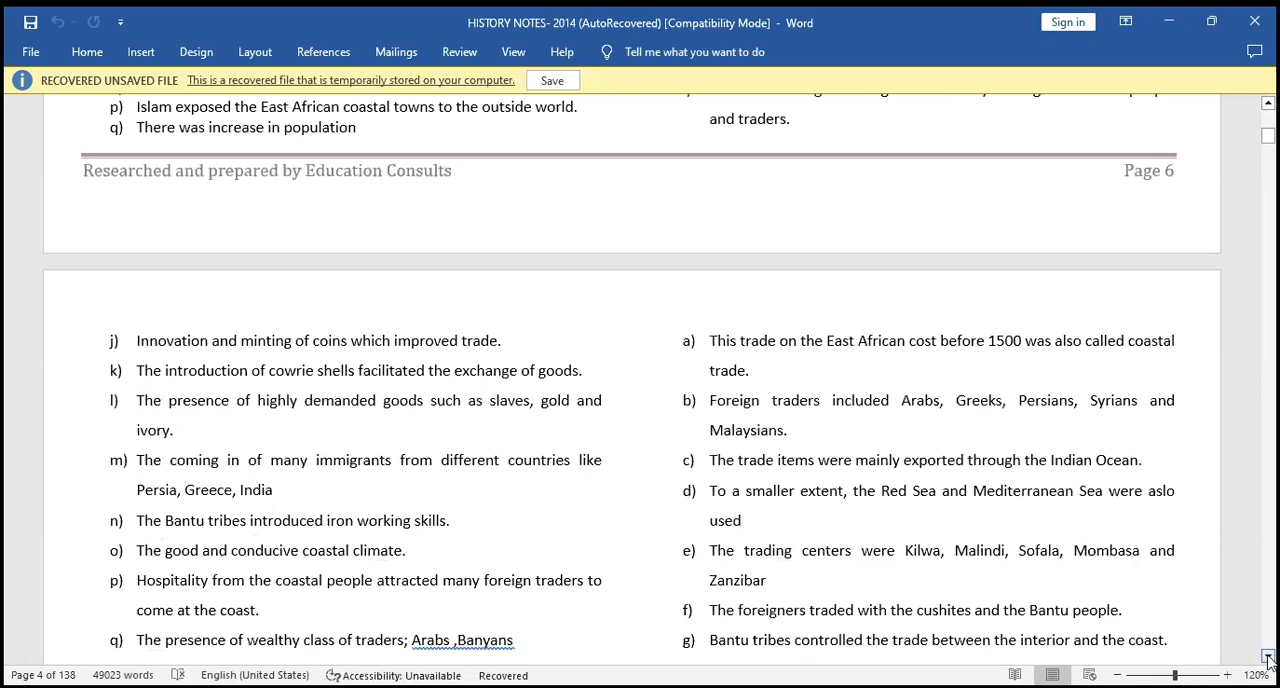 HISTORY NOTES- 2014 (AutoRecovered) [Compatibility Mode] - Word
Sign in
File Home Insert Design Layout References Mailings Review View Help Tell me what you want to do
RECOVERED UNSAVED FILE This is a recovered file that is temporarily stored on your computer. Save
p) Islam exposed the East African coastal towns to the outside world.
q) There was increase in population
and traders.
Researched and prepared by Education Consults Page 6
j) Innovation and minting of coins which improved trade.
k) The introduction of cowrie shells facilitated the exchange of goods.
l) The presence of highly demanded goods such as slaves, gold and
ivory.
m) The coming in of many immigrants from different countries like
Persia, Greece, India
n) The Bantu tribes introduced iron working skills.
o) The good and conducive coastal climate.
p) Hospitality from the coastal people attracted many foreign traders to
come at the coast.
q) The presence of wealthy class of traders; Arabs ,Banyans
a) This trade on the East African cost before 1500 was also called coastal
trade.
b) Foreign traders included Arabs, Greeks, Persians, Syrians and
Malaysians.
c) The trade items were mainly exported through the Indian Ocean.
d) To a smaller extent, the Red Sea and Mediterranean Sea were aslo
used
e) The trading centers were Kilwa, Malindi, Sofala, Mombasa and
Zanzibar
f) The foreigners traded with the cushites and the Bantu people.
g) Bantu tribes controlled the trade between the interior and the coast.
Page 4 of 138 49023 words English (United States) Accessibility: Unavailable Recovered 120%